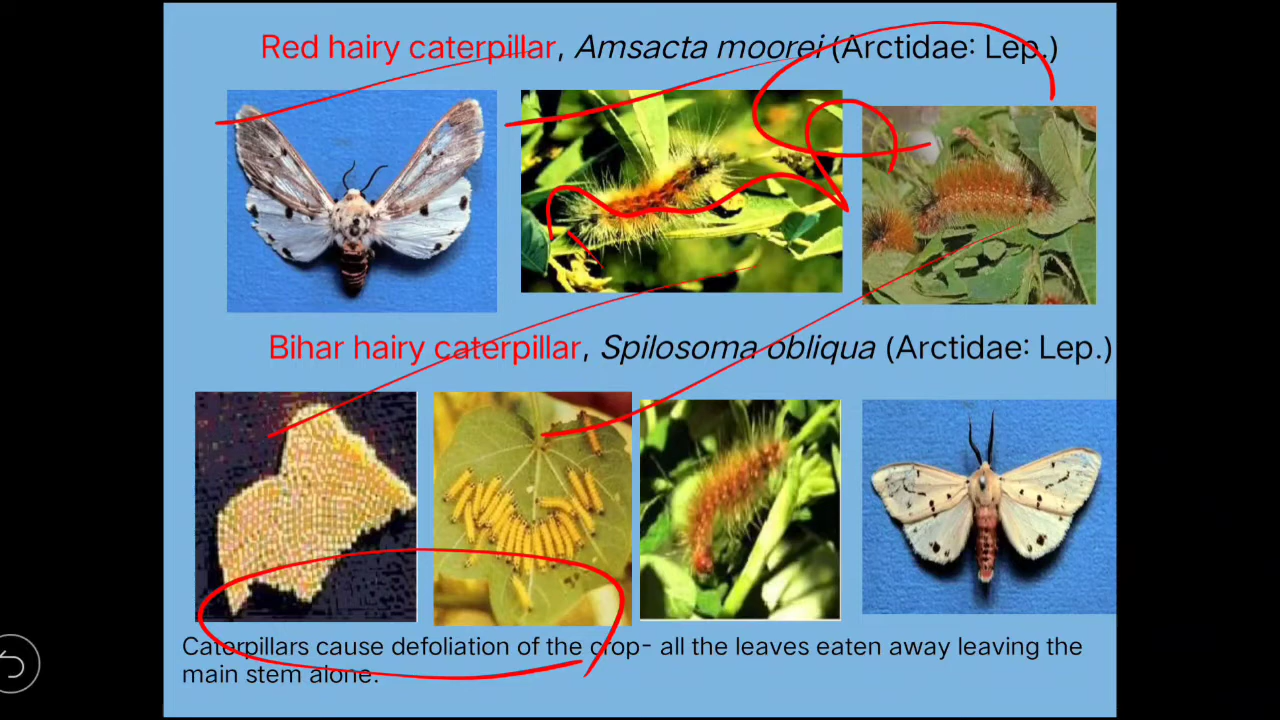 Red hairy caterpillar, Amsacta moorei (Arctidae: Lep.)
Bihar hairy caterpillar, Spilosoma obliqua (Arctidae: Lep.)
Caterpillars cause defoliation of the crop- all the leaves eaten away leaving the
main stem alone.